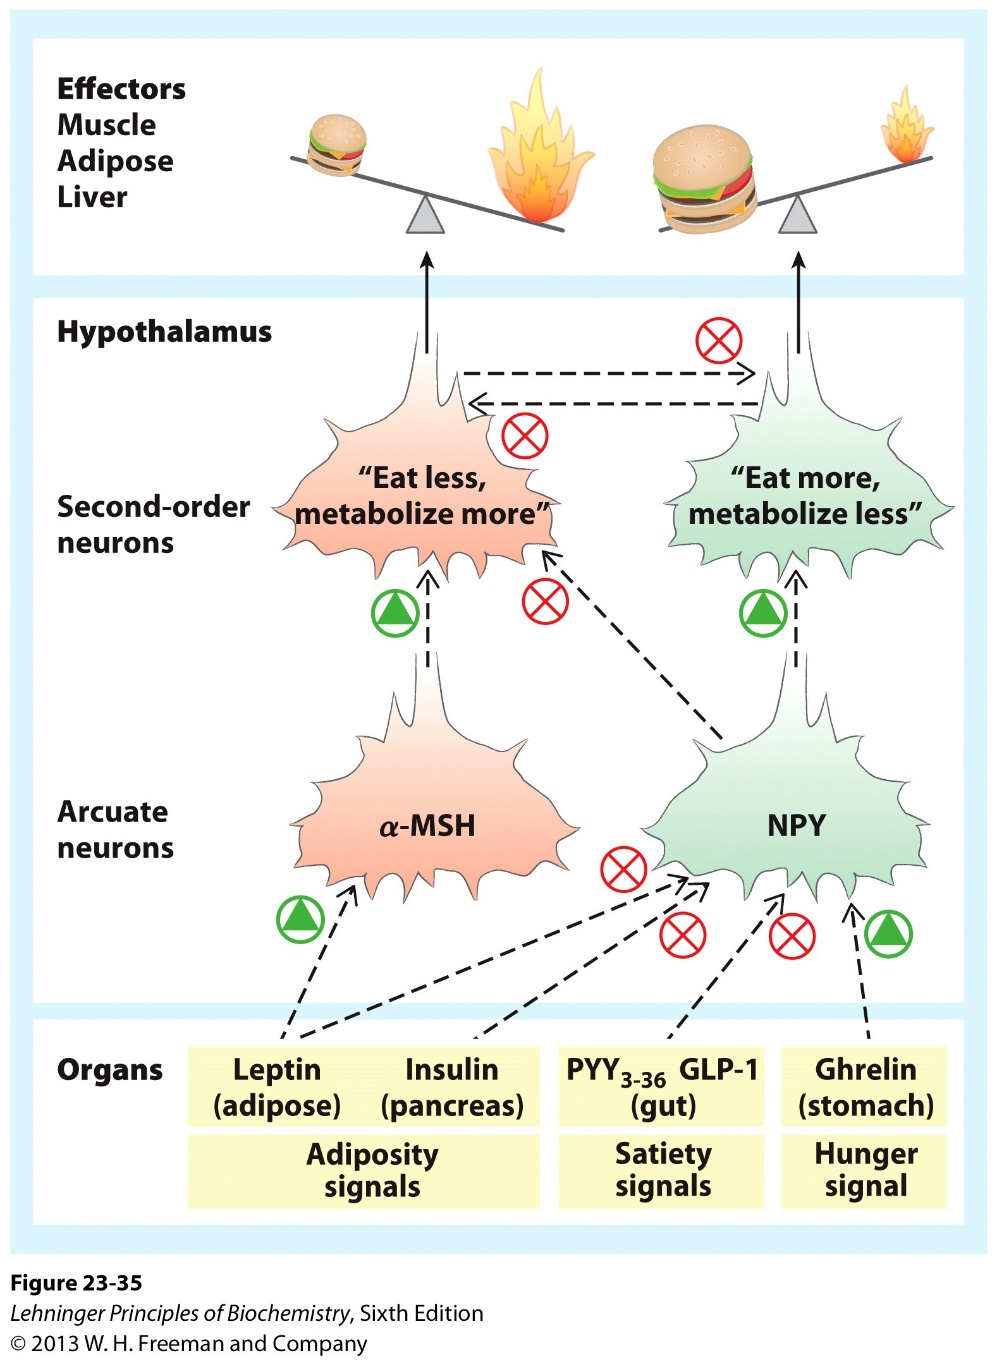 Effectors
Muscle
Adipose
Liver
Hypothalamus
Second-order
neurons
“Eat less,
metabolize more”
“Eat more,
metabolize less”
Arcuate
neurons
α-MSH
NPY
Organs
Leptin
(adipose)
Insulin
(pancreas)
PYY3-36 GLP-1
(gut)
Ghrelin
(stomach)
Adiposity
signals
Satiety
signals
Hunger
signal
Figure 23-35
Lehninger Principles of Biochemistry, Sixth Edition
© 2013 W. H. Freeman and Company